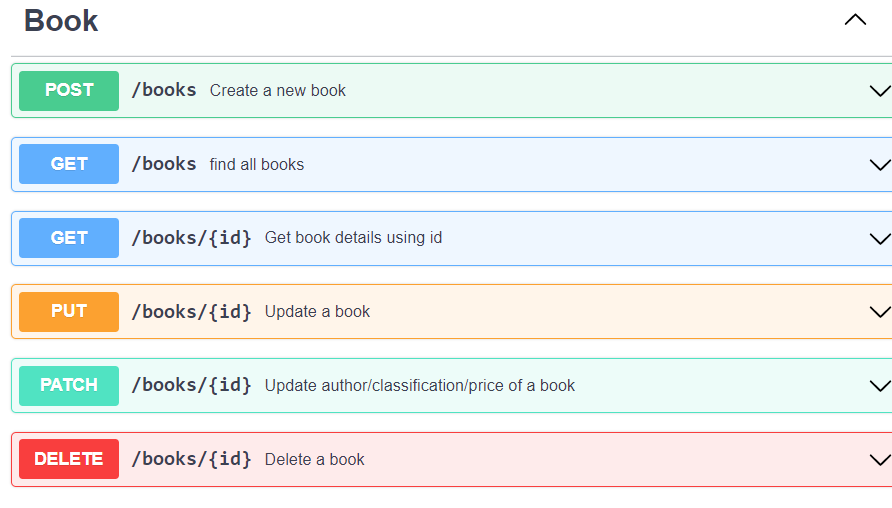 Book
POST /books Create a new book
GET /books find all books
GET /books/{id} Get book details using id
PUT /books/{id} Update a book
PATCH /books/{id} Update author/classification/price of a book
DELETE /books/{id} Delete a book